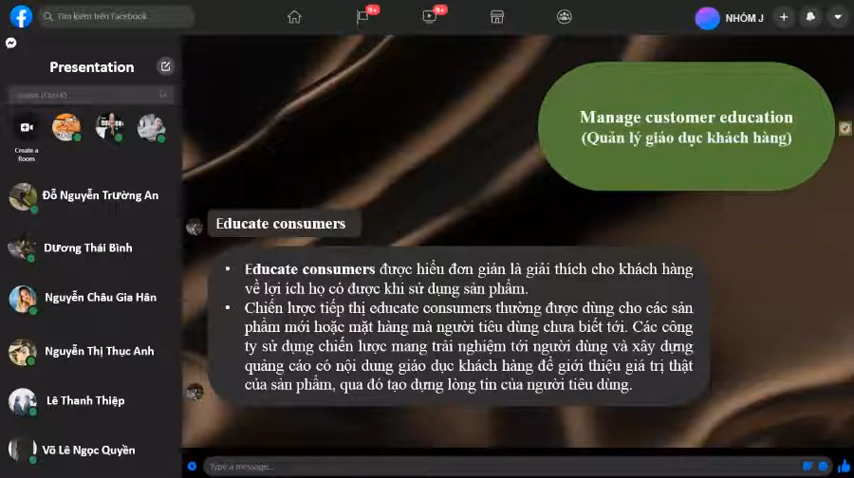 Tìm kiếm trên Facebook...
9+
9+
NHÓM J
Presentation
Create a
Room
Đỗ Nguyễn Trường An
Dương Thái Bình
Nguyễn Châu Gia Hân
Nguyễn Thị Thục Anh
Lê Thanh Thiệp
Võ Lê Ngọc Quyền
Manage customer education
(Quản lý giáo dục khách hàng)
Educate consumers
• Educate consumers được hiểu đơn giản là giải thích cho khách hàng
về lợi ích họ có được khi sử dụng sản phẩm.
• Chiến lược tiếp thị educate consumers thường được dùng cho các sản
phẩm mới hoặc mặt hàng mà người tiêu dùng chưa biết tới. Các công
ty sử dụng chiến lược mang trải nghiệm tới người dùng và xây dựng
quảng cáo có nội dung giáo dục khách hàng để giới thiệu giá trị thật
của sản phẩm, qua đó tạo dựng lòng tin của người tiêu dùng.
Type a message...